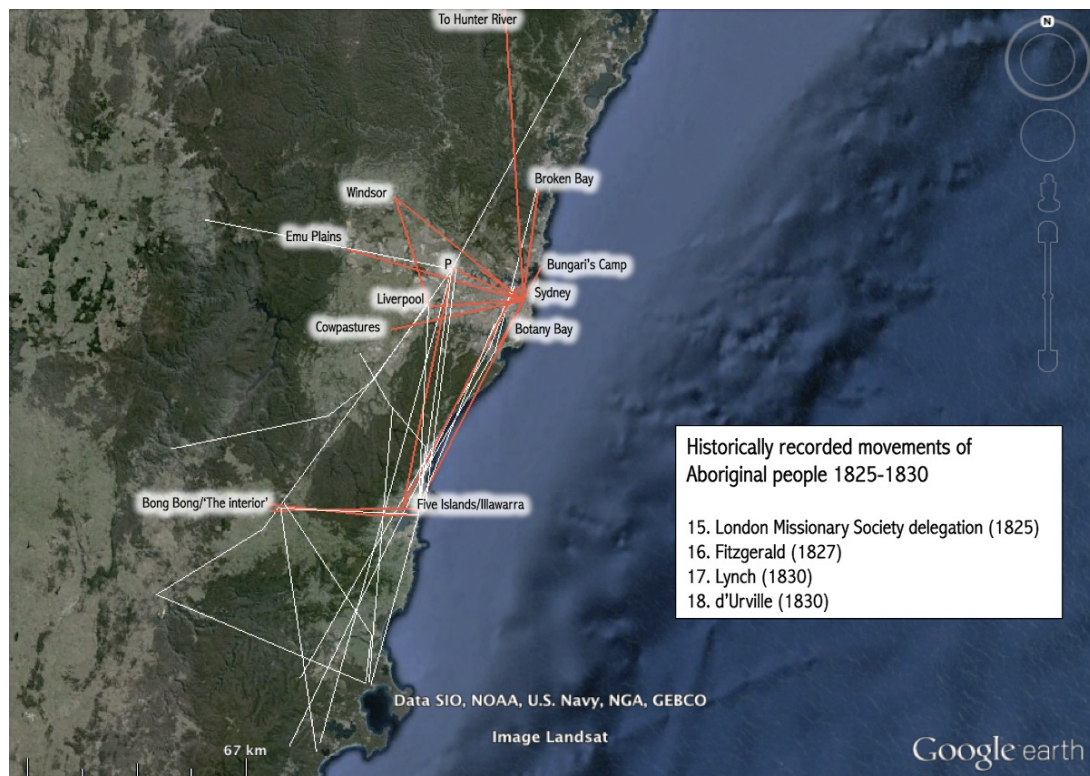 To Hunter River
N
Broken Bay
Windsor
Emu Plains
P
Bungari's Camp
Liverpool
Sydney
Cowpastures
Botany Bay
Historically recorded movements of
Aboriginal people 1825-1830
15. London Missionary Society delegation (1825)
16. Fitzgerald (1827)
17. Lynch (1830)
18. d'Urville (1830)
Bong Bong/'The interior'
Five Islands/Illawarra
Data SIO, NOAA, U.S. Navy, NGA, GEBCO
Image Landsat
67 km
Google earth